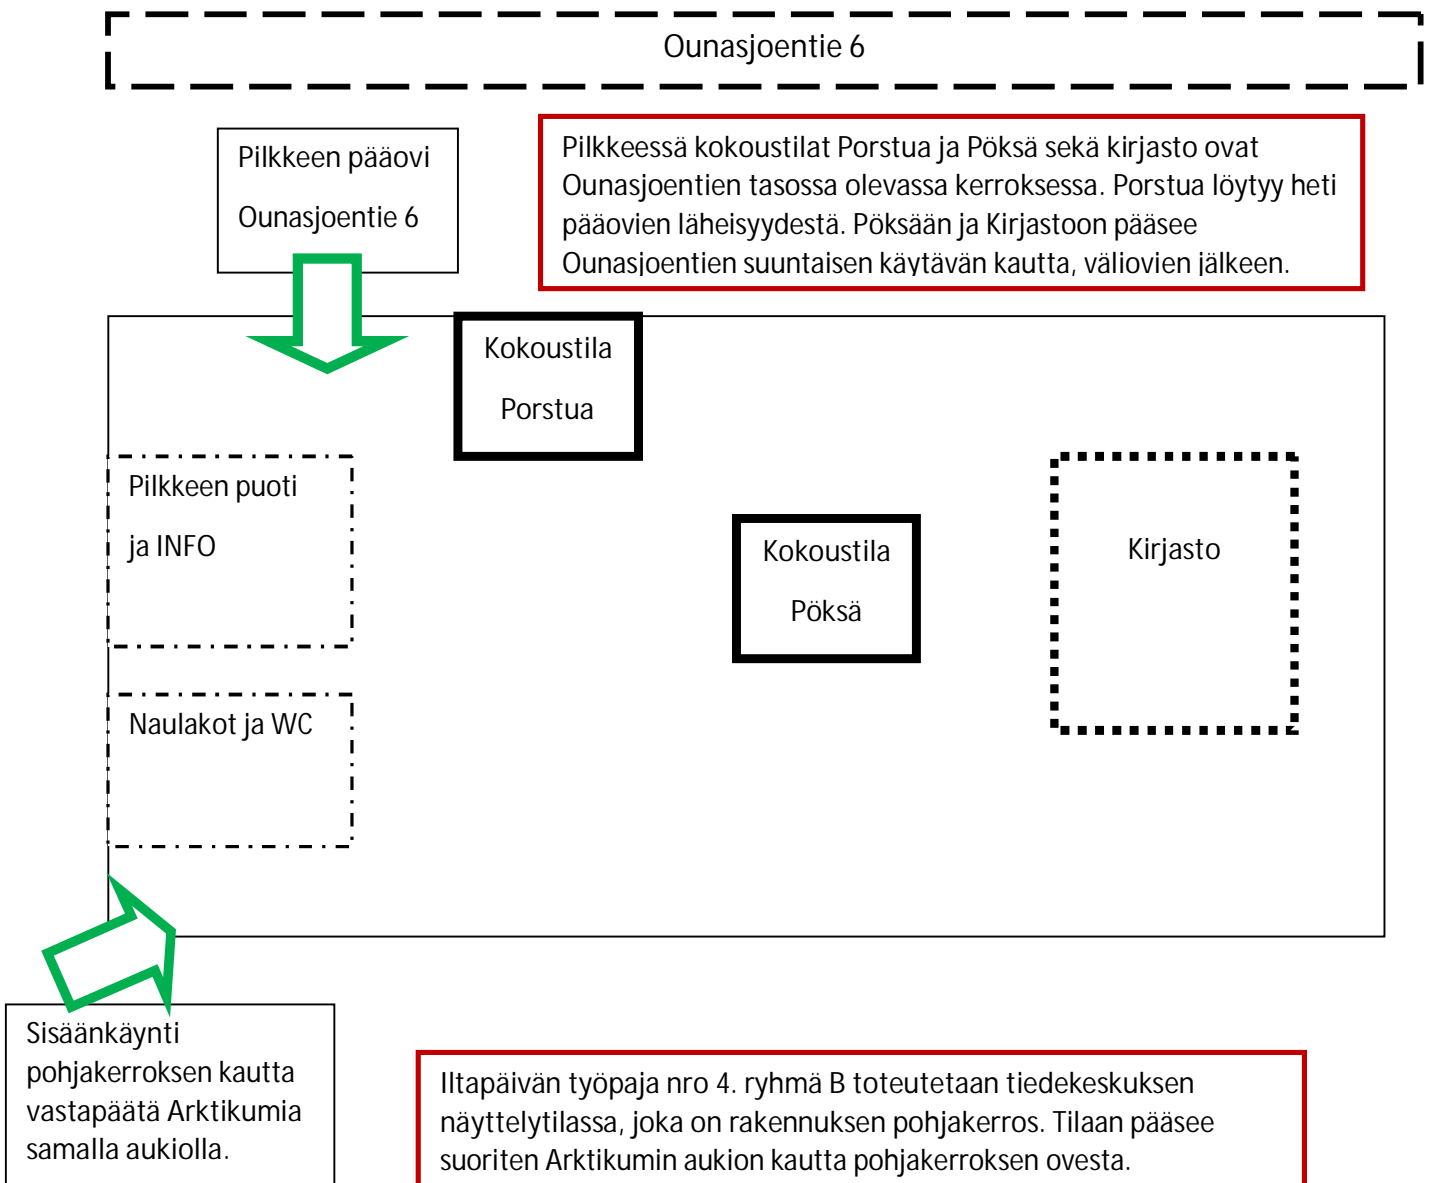 Ounasjoentie 6
Pilkkeen pääovi
Ounasjoentie 6
Pilkkeessä kokoustilat Porstua ja Pöksä sekä kirjasto ovat
Ounasjoentien tasossa olevassa kerroksessa. Porstua löytyy heti
pääovien läheisyydestä. Pöksään ja Kirjastoon pääsee
Ounasjoentien suuntaisen käytävän kautta, väliovien jälkeen.
Kokoustila
Porstua
Pilkkeen puoti
ja INFO
Kokoustila
Pöksä
Kirjasto
Naulakot ja WC
Sisäänkäynti
pohjakerroksen kautta
vastapäätä Arktikumia
samalla aukiolla.
Iltapäivän työpaja nro 4. ryhmä B toteutetaan tiedekeskuksen
näyttelytilassa, joka on rakennuksen pohjakerros. Tilaan pääsee
suoriten Arktikumin aukion kautta pohjakerroksen ovesta.